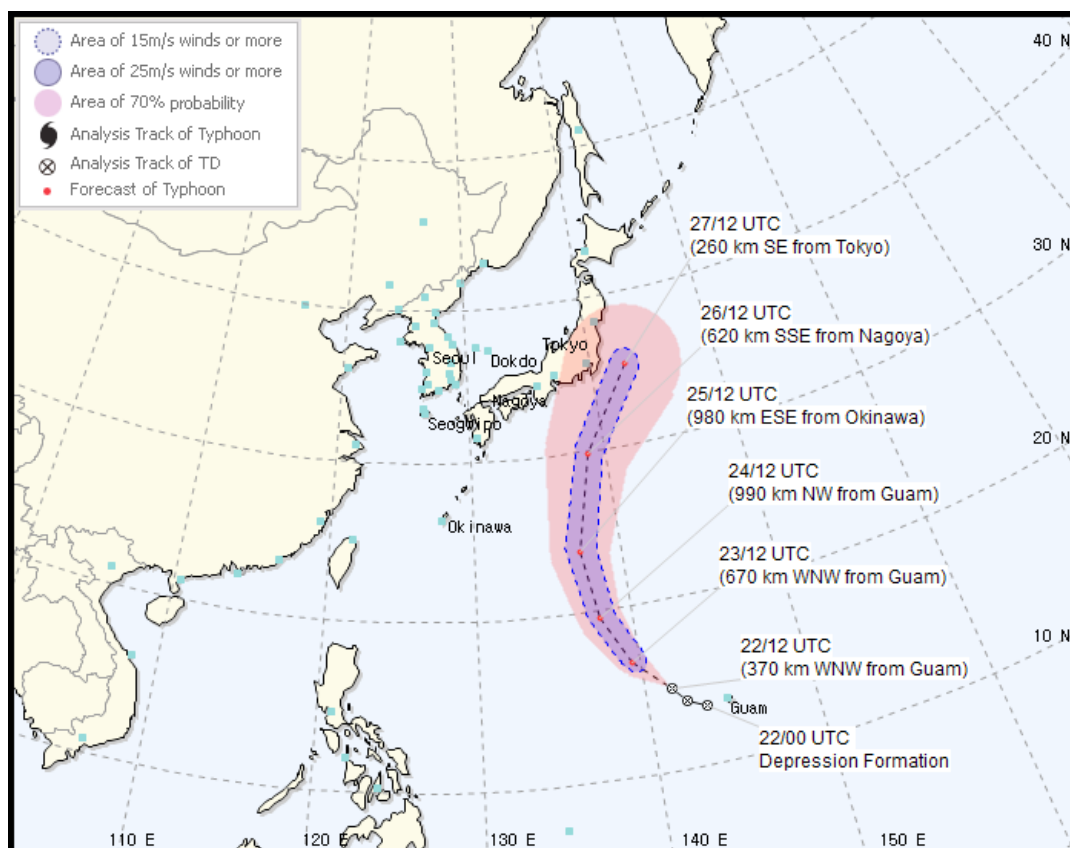 Area of 15m/s winds or more
Area of 25m/s winds or more
Area of 70% probability
Analysis Track of Typhoon
Analysis Track of TD
Forecast of Typhoon
40 N
27/12 UTC
(260 km SE from Tokyo)
30 N
26/12 UTC
(620 km SSE from Nagoya)
Tokyo
Seoul
Dokdo
25/12 UTC
(980 km ESE from Okinawa)
Nagoya
Seogwipo
20 N
24/12 UTC
(990 km NW from Guam)
Okinawa
23/12 UTC
(670 km WNW from Guam)
10 N
22/12 UTC
(370 km WNW from Guam)
Guam
22/00 UTC
Depression Formation
110 E
120 E
130 E
140 E
150 E